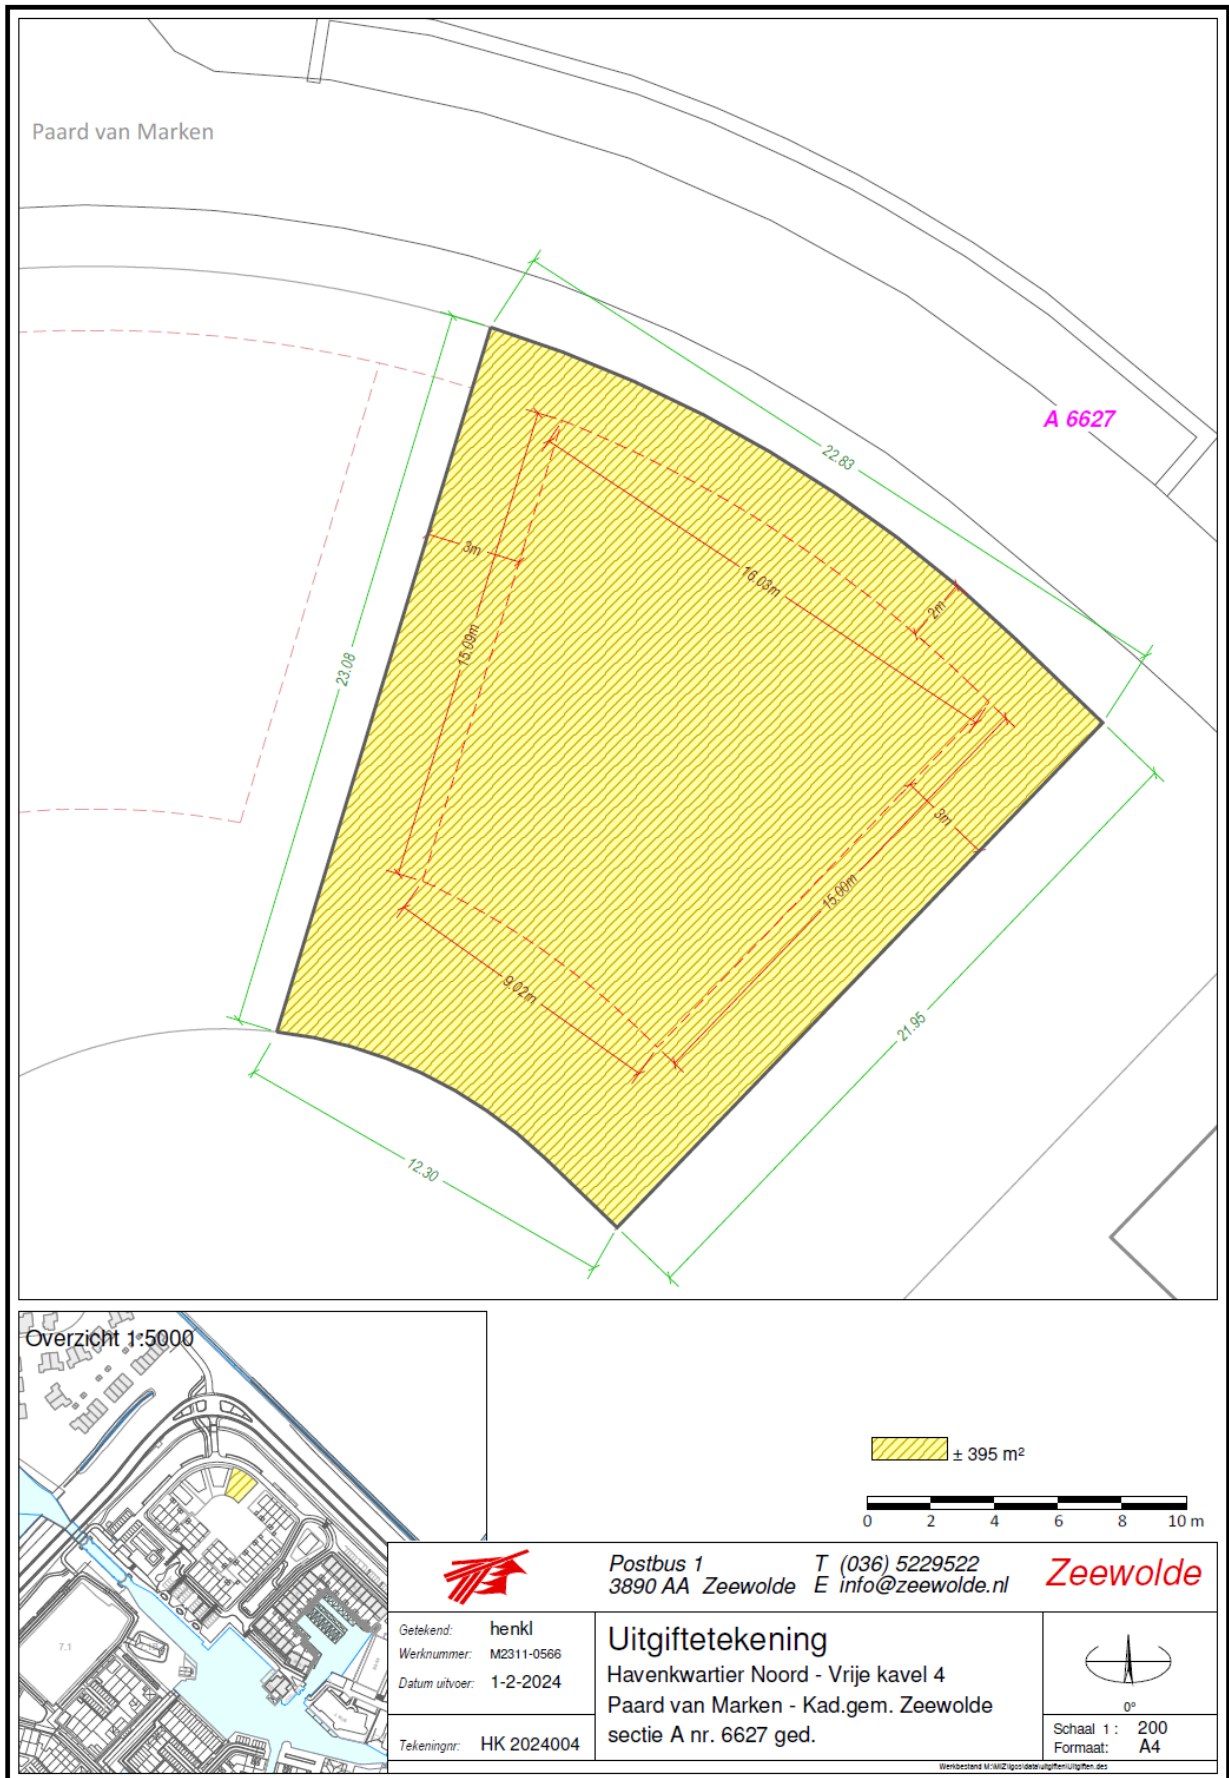 Paard van Marken
A 6627
22.83
3m
16.03m
2m
15.09m
23.08
3m
15.00m
9.02m
21.95
12.30
Overzicht 1:5000
± 395 m²
0 2 4 6 8 10 m
7.1
Postbus 1 T (036) 5229522
3890 AA Zeewolde E info@zeewolde.nl
Zeewolde
Getekend: henkl
Werknummer: M2311-0566
Datum uitvoer: 1-2-2024
Tekeningnr: HK 2024004
Uitgiftetekening
Havenkwartier Noord - Vrije kavel 4
Paard van Marken - Kad.gem. Zeewolde
sectie A nr. 6627 ged.
0°
Schaal 1 : 200
Formaat: A4